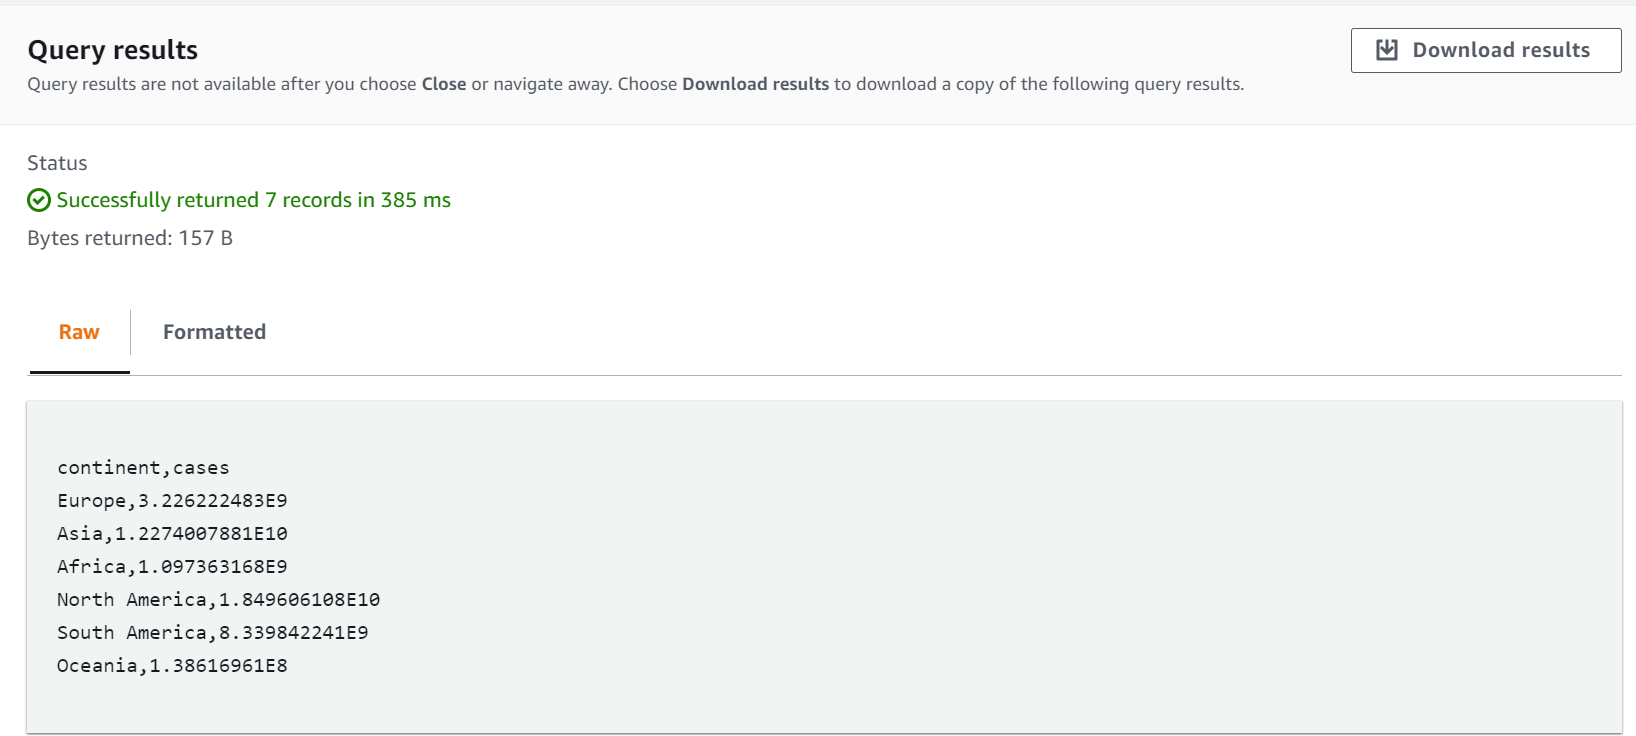 Query results
Download results
Query results are not available after you choose Close or navigate away. Choose Download results to download a copy of the following query results.
Status
Successfully returned 7 records in 385 ms
Bytes returned: 157 B
Raw
Formatted
continent,cases
Europe,3.226222483E9
Asia,1.2274007881E10
Africa,1.097363168E9
North America,1.849606108E10
South America,8.339842241E9
Oceania,1.38616961E8